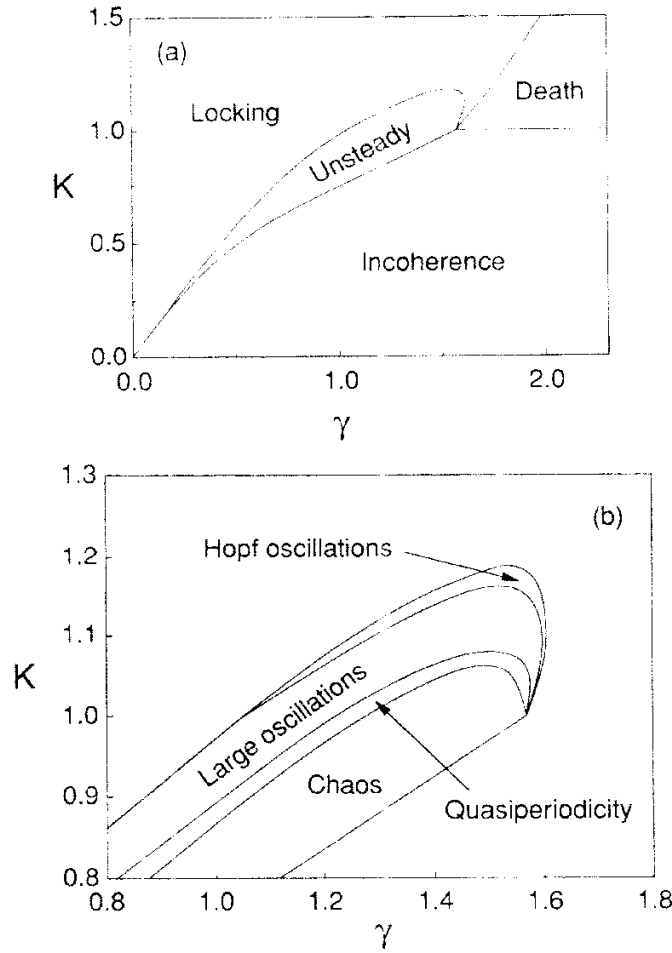 1.5
(a)
Death
Locking
1.0
Unsteady
K
0.5
Incoherence
0.0
0.0
1.0
2.0
γ
1.3
(b)
Hopf oscillations
1.2
1.1
K
Large oscillations
1.0
Chaos
Quasiperiodicity
0.9
0.8
0.8
1.0
1.2
1.4
1.6
1.8
γ